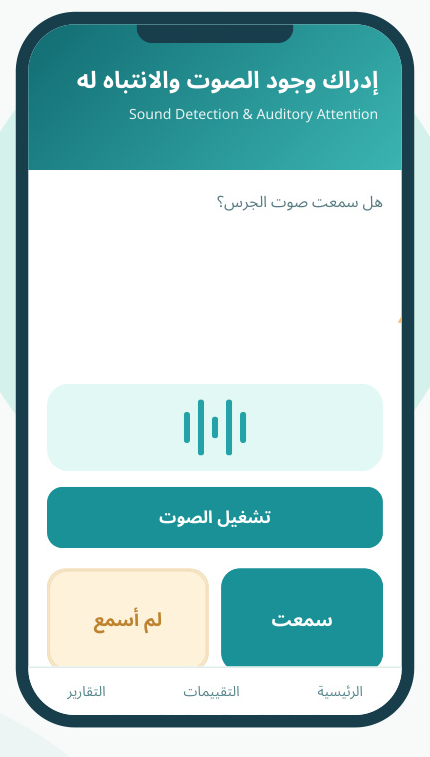 إدراك وجود الصوت والانتباه له
Sound Detection & Auditory Attention
هل سمعت صوت الجرس؟
تشغيل الصوت
سمعت
لم أسمع
الرئيسية
التقييمات
التقارير